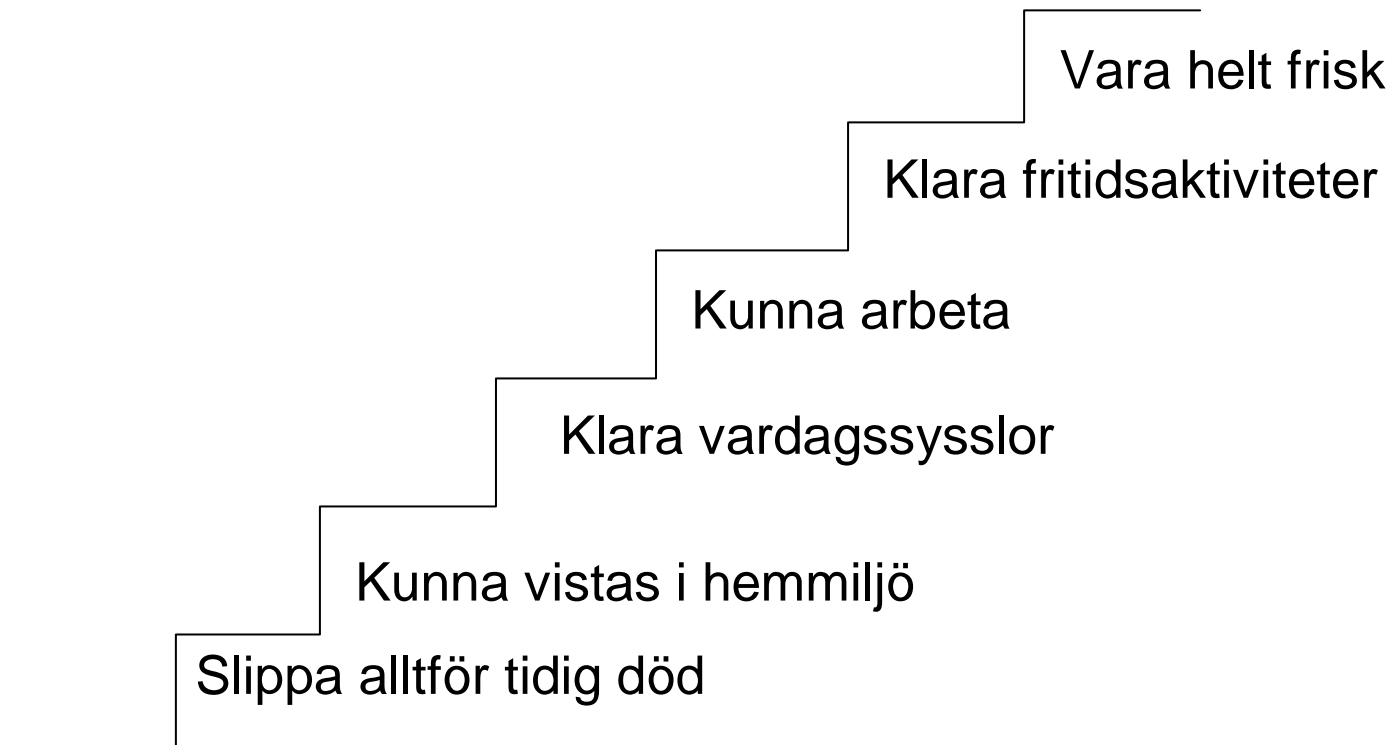 Vara helt frisk
Klara fritidsaktiviteter
Kunna arbeta
Klara vardagssysslor
Kunna vistas i hemmiljö
Slippa alltför tidig död